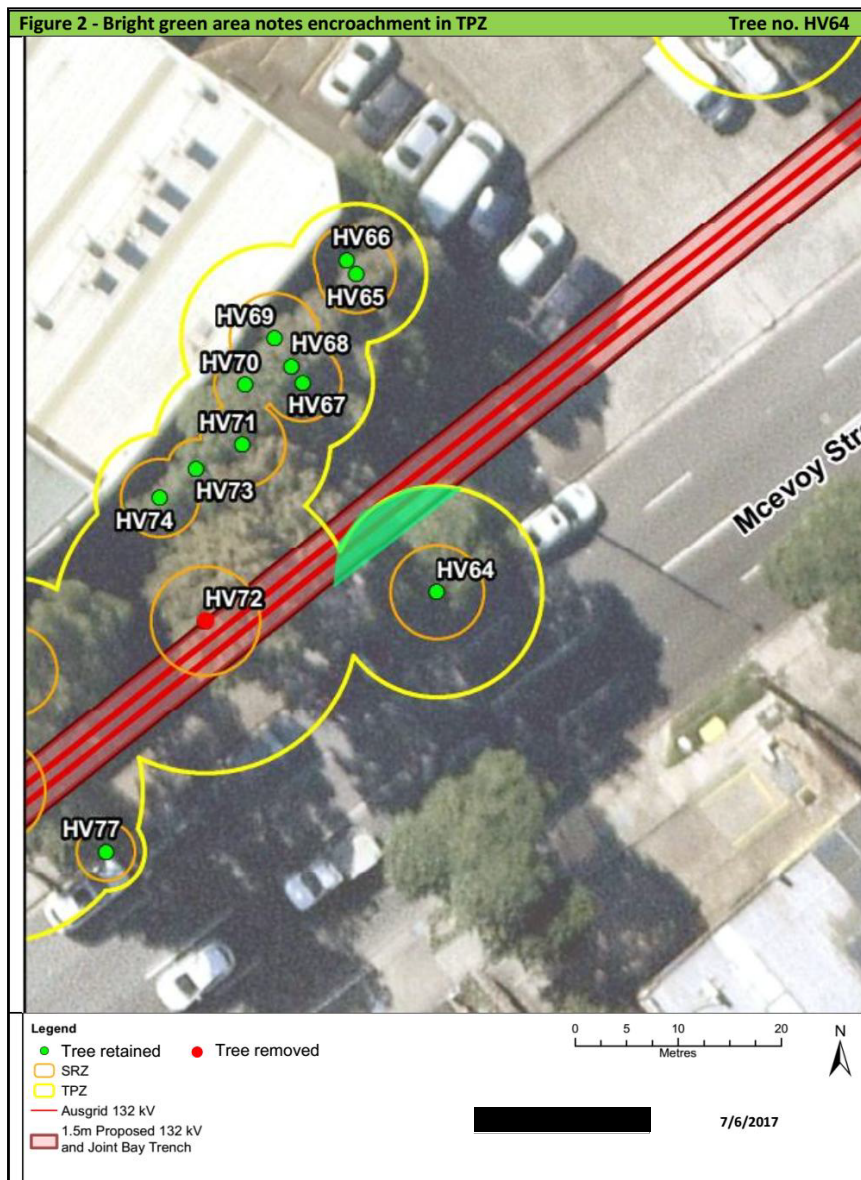 Figure 2 - Bright green area notes encroachment in TPZ Tree no. HV64
HV66
HV65
HV69
HV68
HV70
HV67
HV71
HV73
HV74
Mcevoy Stre
HV64
HV72
HV77
Legend
Tree retained Tree removed
SRZ
TPZ
Ausgrid 132 kV
1.5m Proposed 132 kV
and Joint Bay Trench
0 5 10 20
Metres
N
7/6/2017